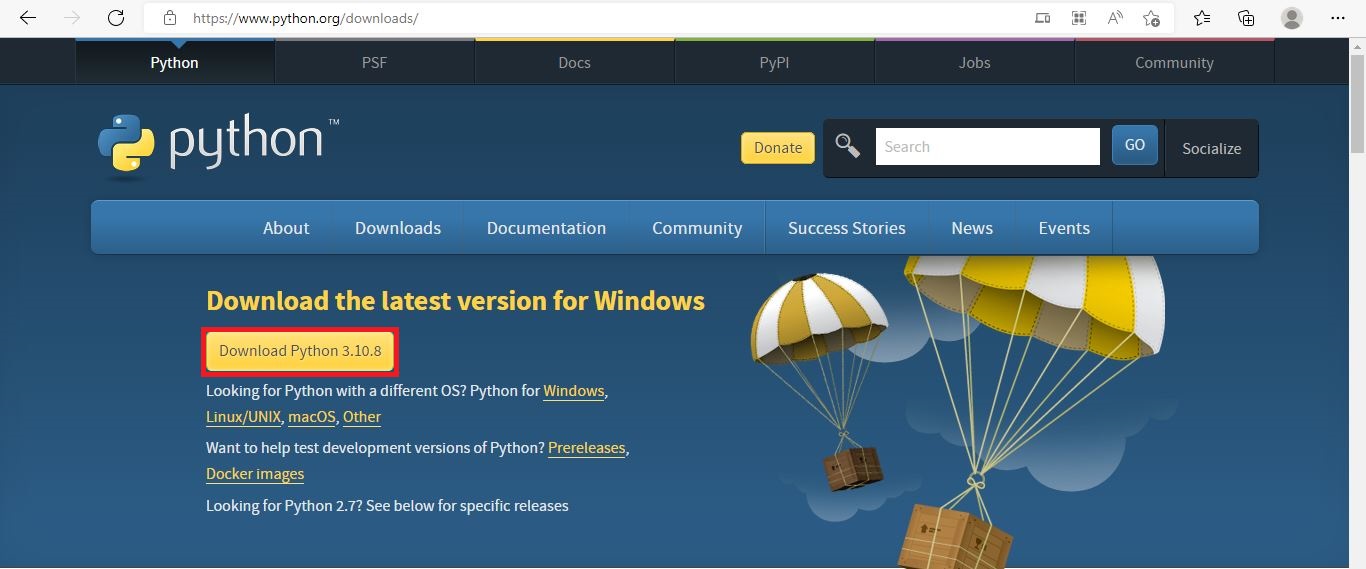 https://www.python.org/downloads/
Python PSF Docs PyPI Jobs Community
python™
Donate Search GO Socialize
About Downloads Documentation Community Success Stories News Events
Download the latest version for Windows
Download Python 3.10.8
Looking for Python with a different OS? Python for Windows,
Linux/UNIX, macOS, Other
Want to help test development versions of Python? Prereleases,
Docker images
Looking for Python 2.7? See below for specific releases